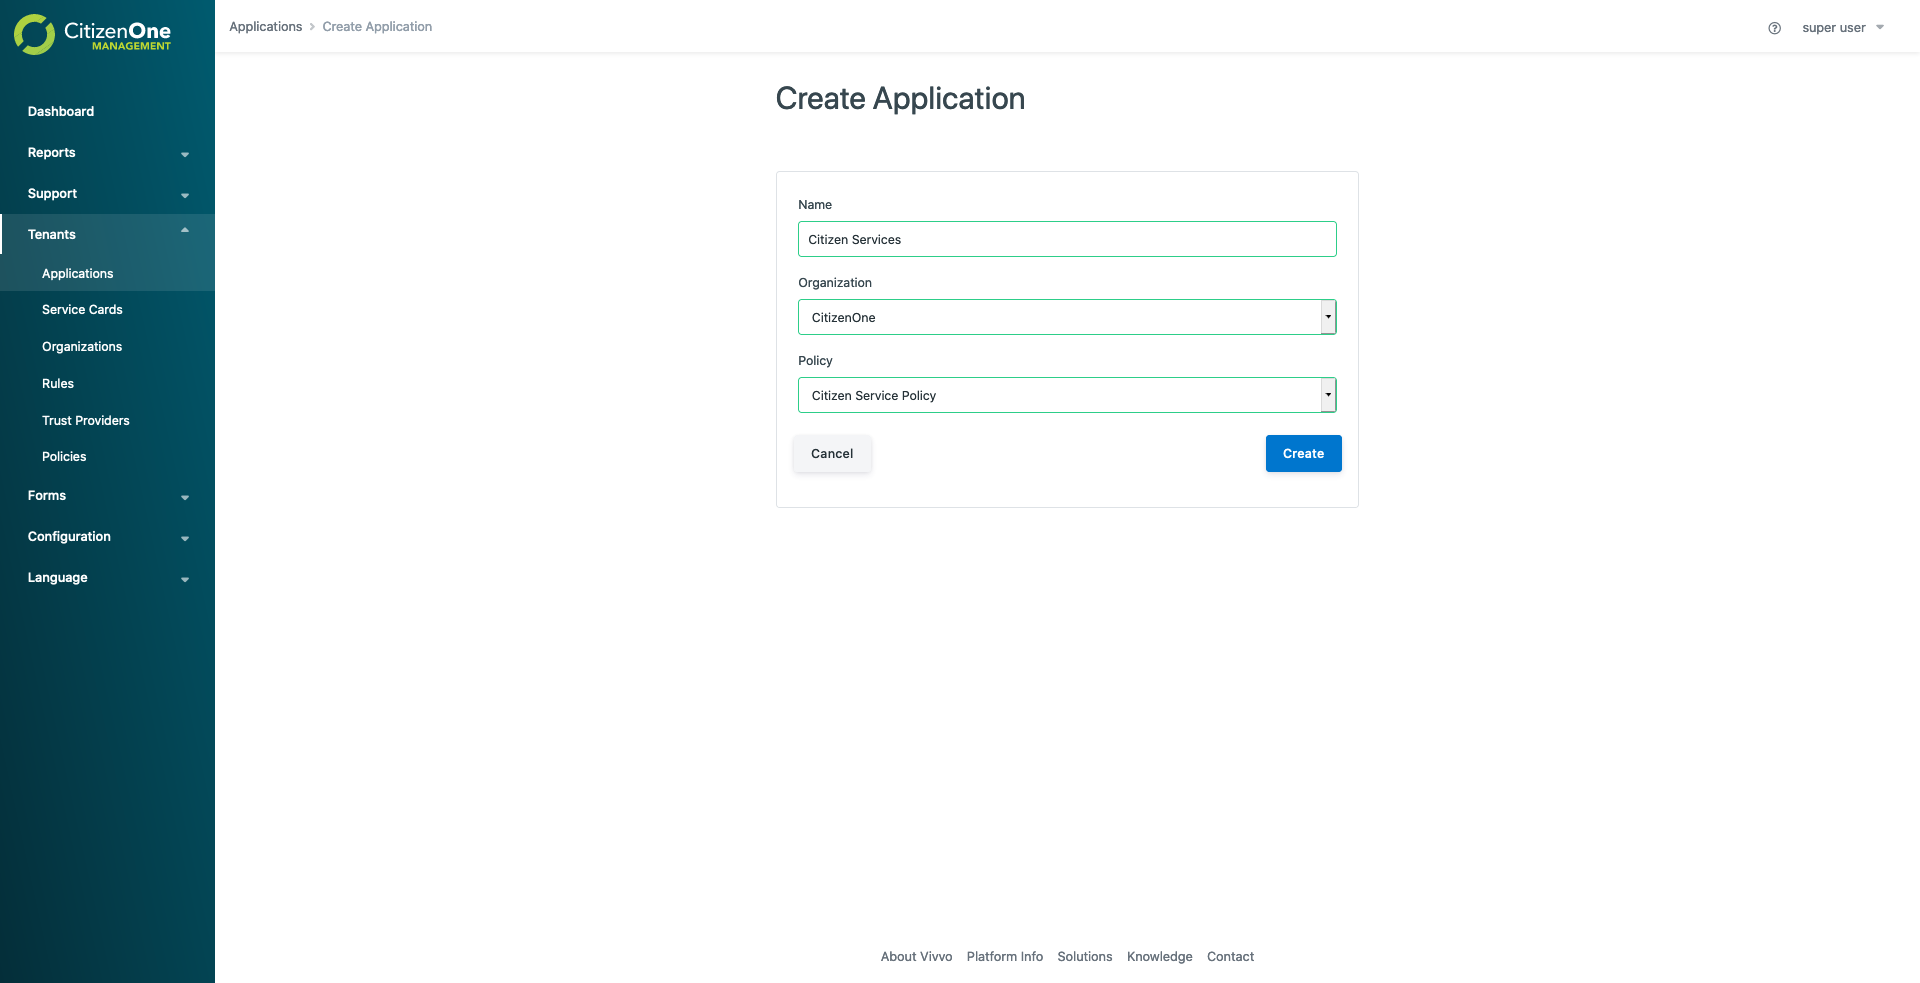 CitizenOne
MANAGEMENT
Applications > Create Application
super user
Dashboard
Reports
Support
Tenants
Applications
Service Cards
Organizations
Rules
Trust Providers
Policies
Forms
Configuration
Language
Create Application
Name
Citizen Services
Organization
CitizenOne
Policy
Citizen Service Policy
Cancel Create
About Vivvo Platform Info Solutions Knowledge Contact